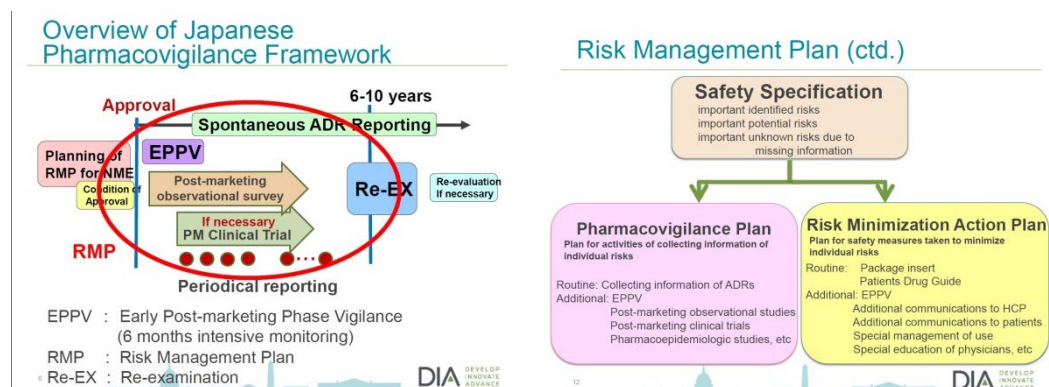 Overview of Japanese
Pharmacovigilance Framework
6-10 years
Approval
Spontaneous ADR Reporting
Planning of
RMP for NME
EPPV
Condition of
Approval
Post-marketing
observational survey
Re-EX
Re-evaluation
If necessary
If necessary
PM Clinical Trial
RMP
Periodical reporting
EPPV : Early Post-marketing Phase Vigilance
(6 months intensive monitoring)
RMP : Risk Management Plan
Re-EX : Re-examination
DIA DEVELOP
INNOVATE
ADVANCE
Risk Management Plan (ctd.)
Safety Specification
important identified risks
important potential risks
important unknown risks due to
missing information
Pharmacovigilance Plan
Plan for activities of collecting information of
individual risks
Routine: Collecting information of ADRs
Additional: EPPV
Post-marketing observational studies
Post-marketing clinical trials
Pharmacoepidemiologic studies, etc
Risk Minimization Action Plan
Plan for safety measures taken to minimize
individual risks
Routine: Package insert
Patients Drug Guide
Additional: EPPV
Additional communications to HCP
Additional communications to patients
Special management of use
Special education of physicians, etc
12
DIA DEVELOP
INNOVATE
ADVANCE